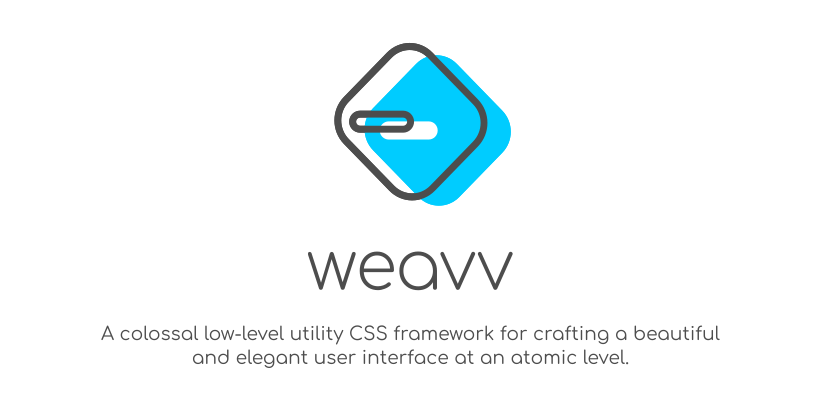 weavv
A colossal low-level utility CSS framework for crafting a beautiful
and elegant user interface at an atomic level.